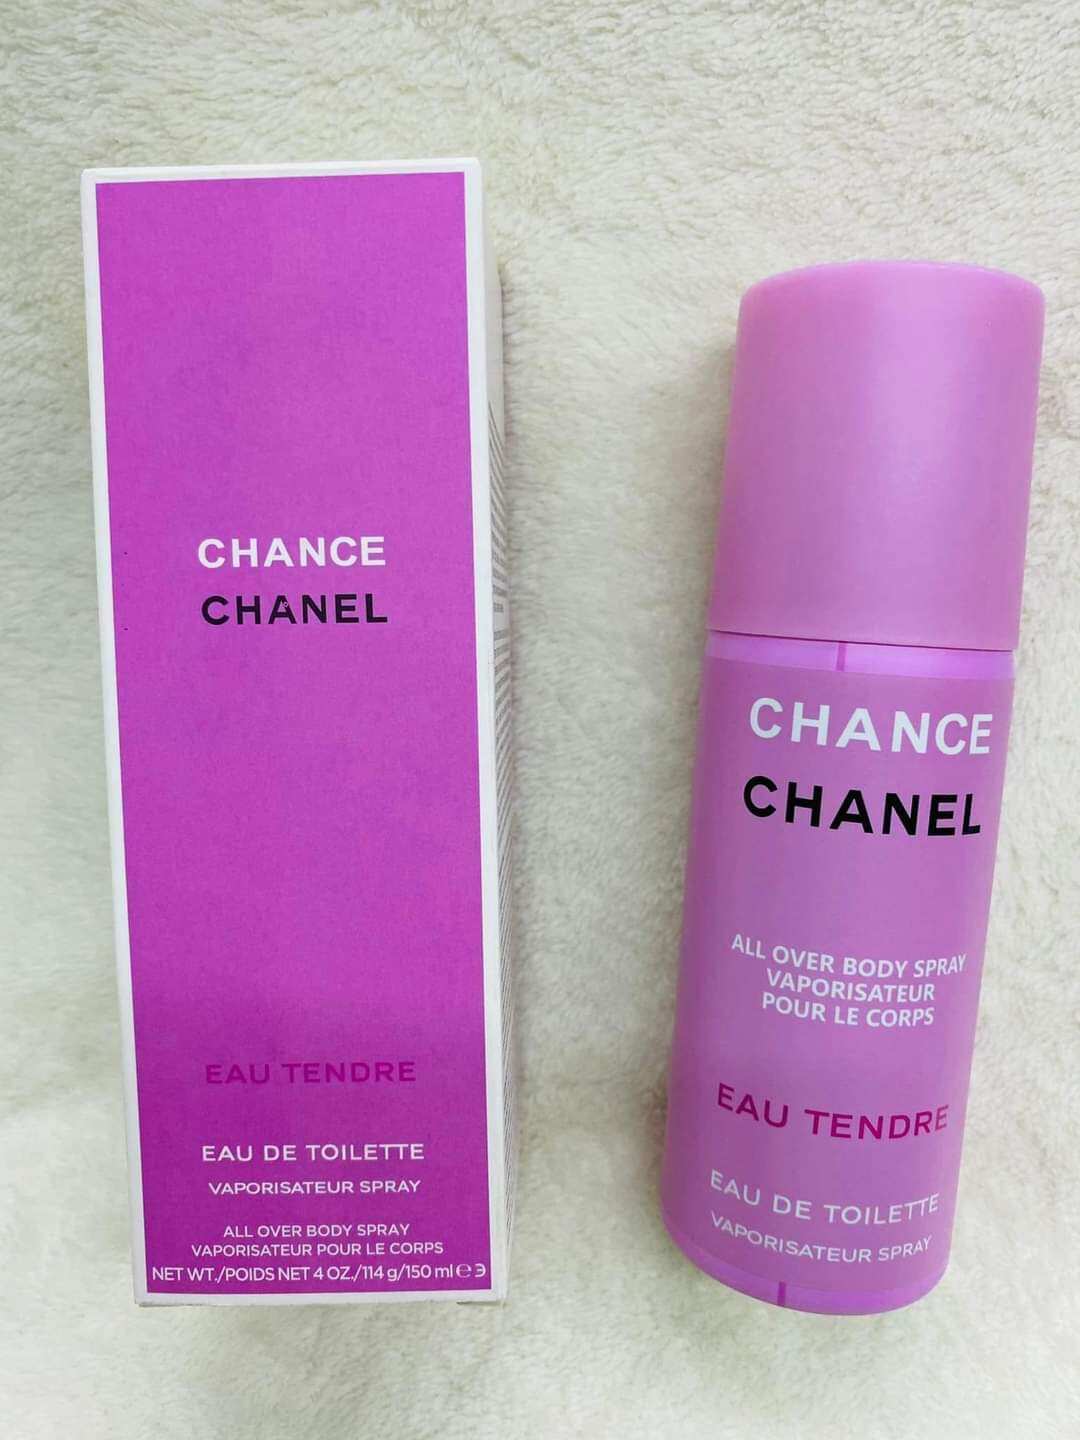 CHANCE
CHANEL
EAU TENDRE
EAU DE TOILETTE
VAPORISATEUR SPRAY
ALL OVER BODY SPRAY
VAPORISATEUR POUR LE CORPS
NET WT./POIDS NET 4 OZ./114 g/150 ml ℮ 3
CHANCE
CHANEL
ALL OVER BODY SPRAY
VAPORISATEUR
POUR LE CORPS
EAU TENDRE
EAU DE TOILETTE
VAPORISATEUR SPRAY